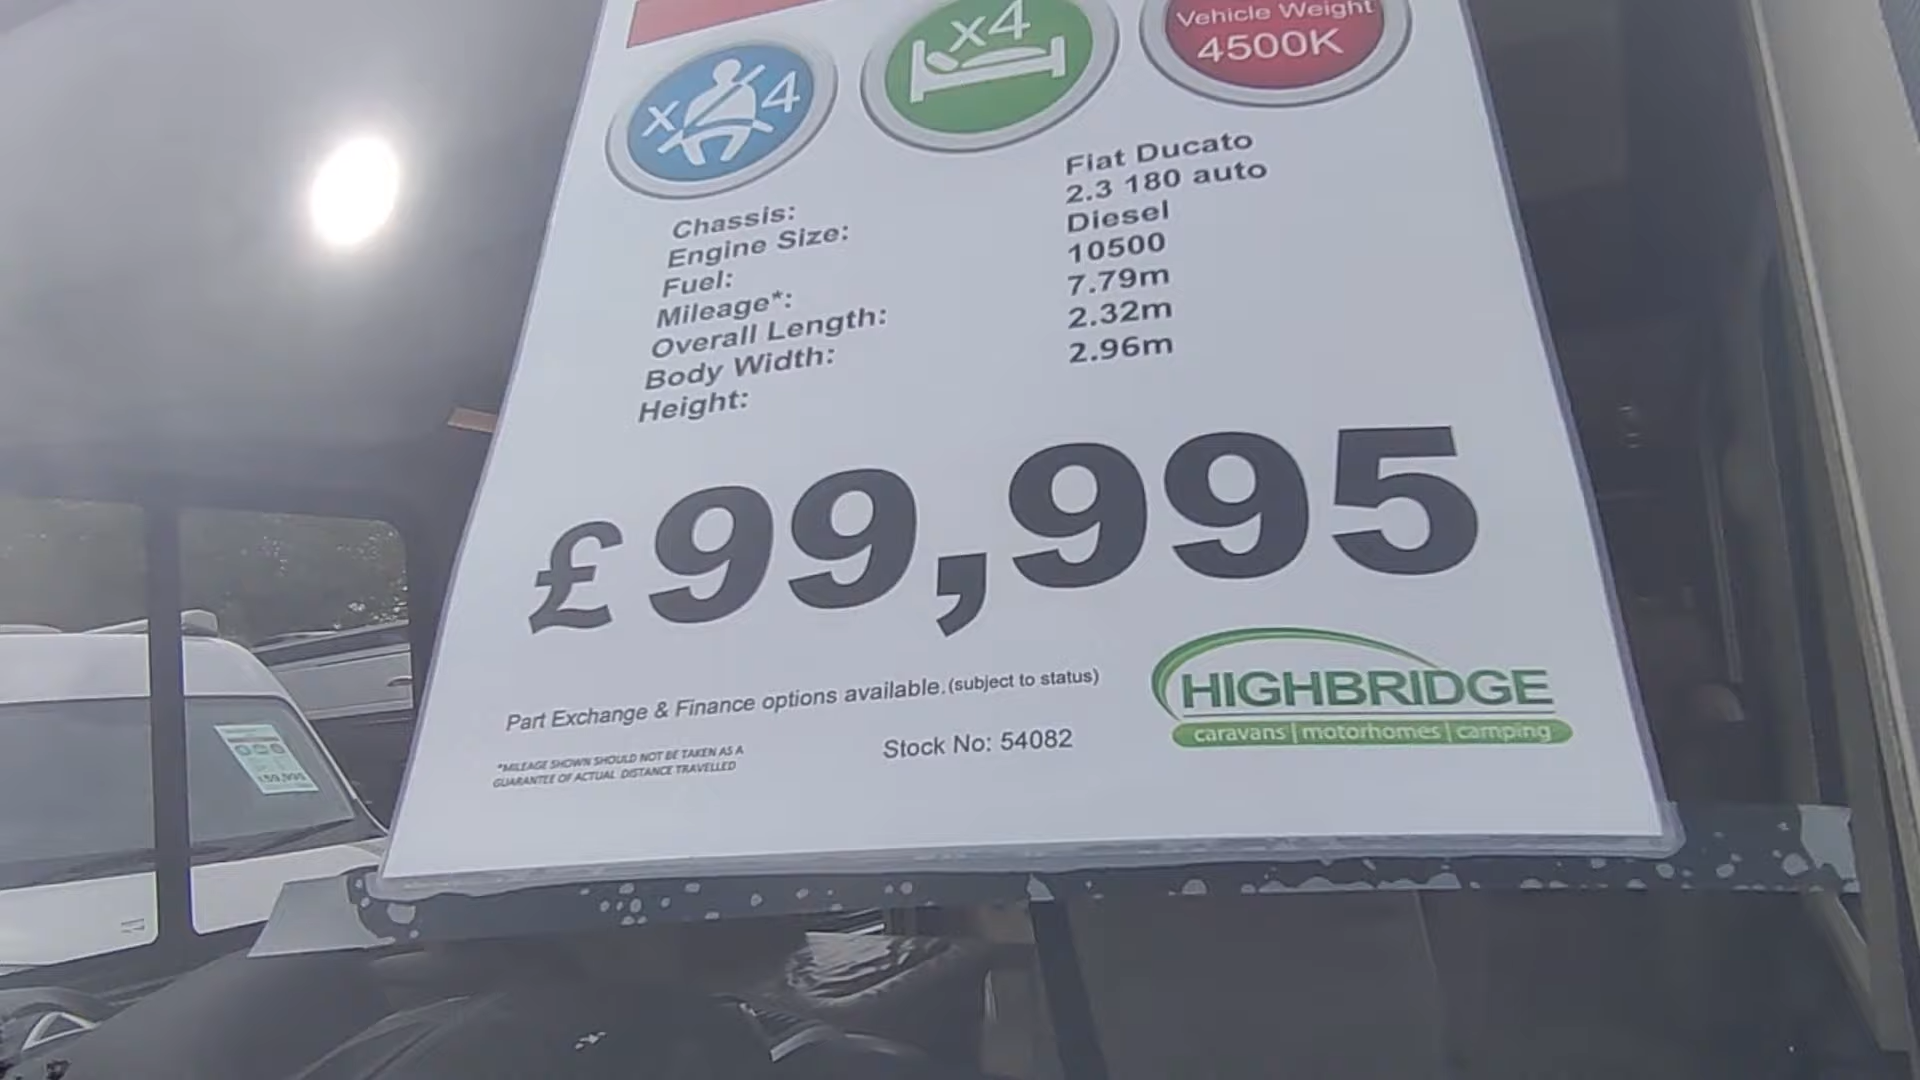 x 4
x4
Vehicle Weight
4500K
Chassis: Fiat Ducato
Engine Size: 2.3 180 auto
Fuel: Diesel
Mileage*: 10500
Overall Length: 7.79m
Body Width: 2.32m
Height: 2.96m
£99,995
Part Exchange & Finance options available. (subject to status)
*MILEAGE SHOWN SHOULD NOT BE TAKEN AS A
GUARANTEE OF ACTUAL DISTANCE TRAVELLED
Stock No: 54082
HIGHBRIDGE
caravans | motorhomes | camping